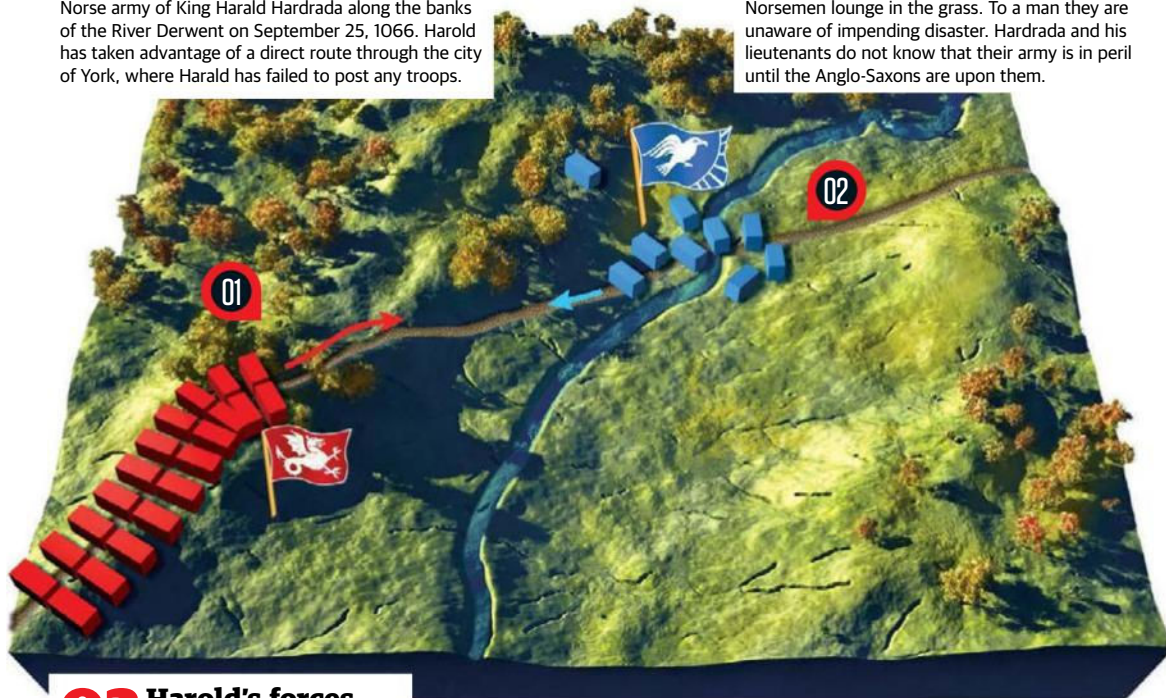 Norse army of King Harald Hardrada along the banks
of the River Derwent on September 25, 1066. Harold
has taken advantage of a direct route through the city
of York, where Harald has failed to post any troops.
Norsemen lounge in the grass. To a man they are
unaware of impending disaster. Hardrada and his
lieutenants do not know that their army is in peril
until the Anglo-Saxons are upon them.
02
01
Harold's forces